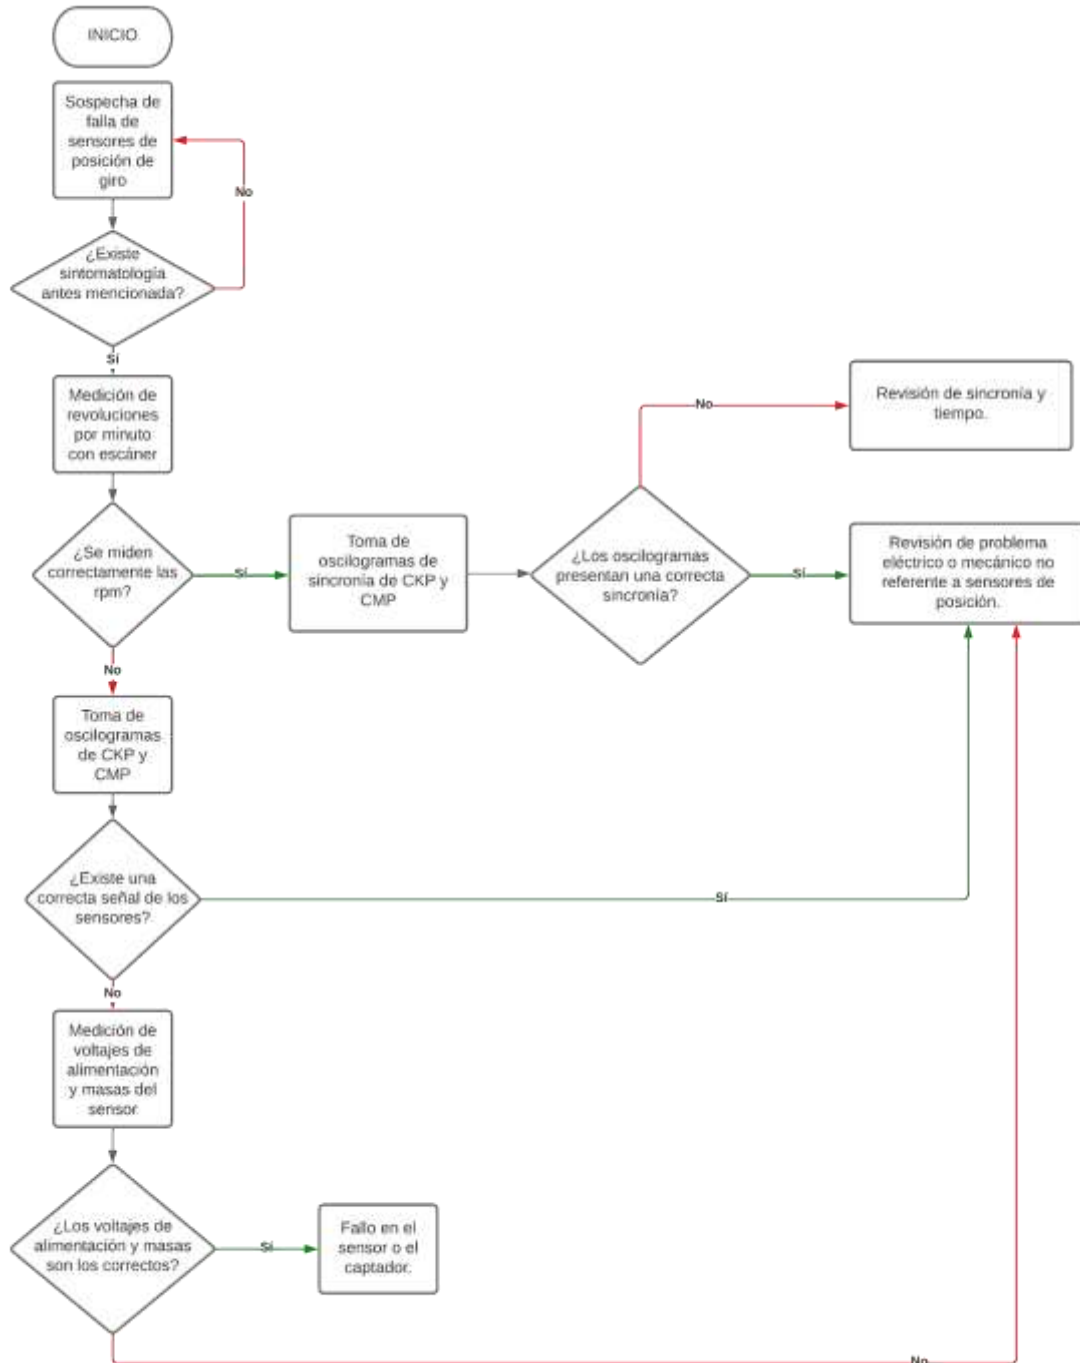 INICIO
Sospecha de
falla de
sensores de
posición de
giro
No
¿Existe
sintomatología
antes mencionada?
Sí
Medición de
revoluciones
por minuto
con escáner
¿Se miden
correctamente las
rpm?
Sí
Toma de
oscilogramas de
sincronía de CKP y
CMP
¿Los oscilogramas
presentan una correcta
sincronía?
No
Revisión de sincronía y
tiempo.
Sí
Revisión de problema
eléctrico o mecánico no
referente a sensores de
posición.
No
Toma de
oscilogramas
de CKP y
CMP
¿Existe una
correcta señal de los
sensores?
Sí
No
Medición de
voltajes de
alimentación
y masas del
sensor
¿Los voltajes de
alimentación y masas
son los correctos?
Sí
Fallo en el
sensor o el
captador.
No